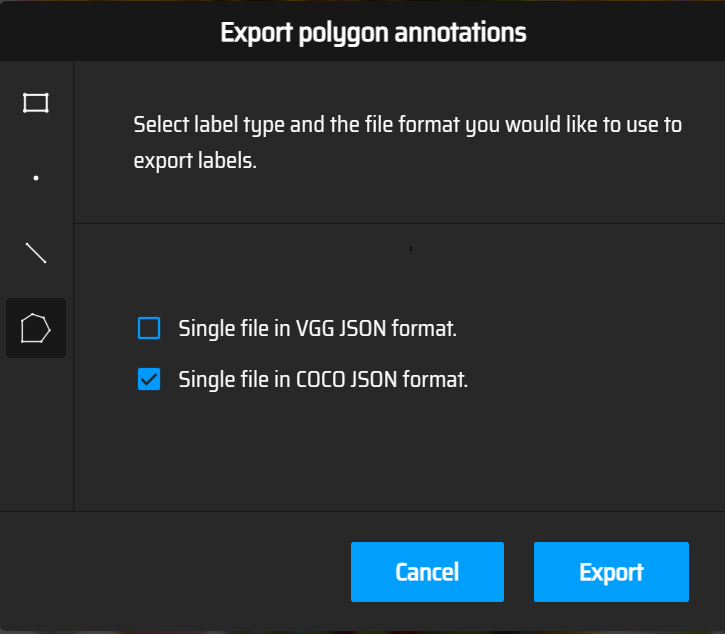 Export polygon annotations
Select label type and the file format you would like to use to
export labels.
Single file in VGG JSON format.
Single file in COCO JSON format.
Cancel
Export